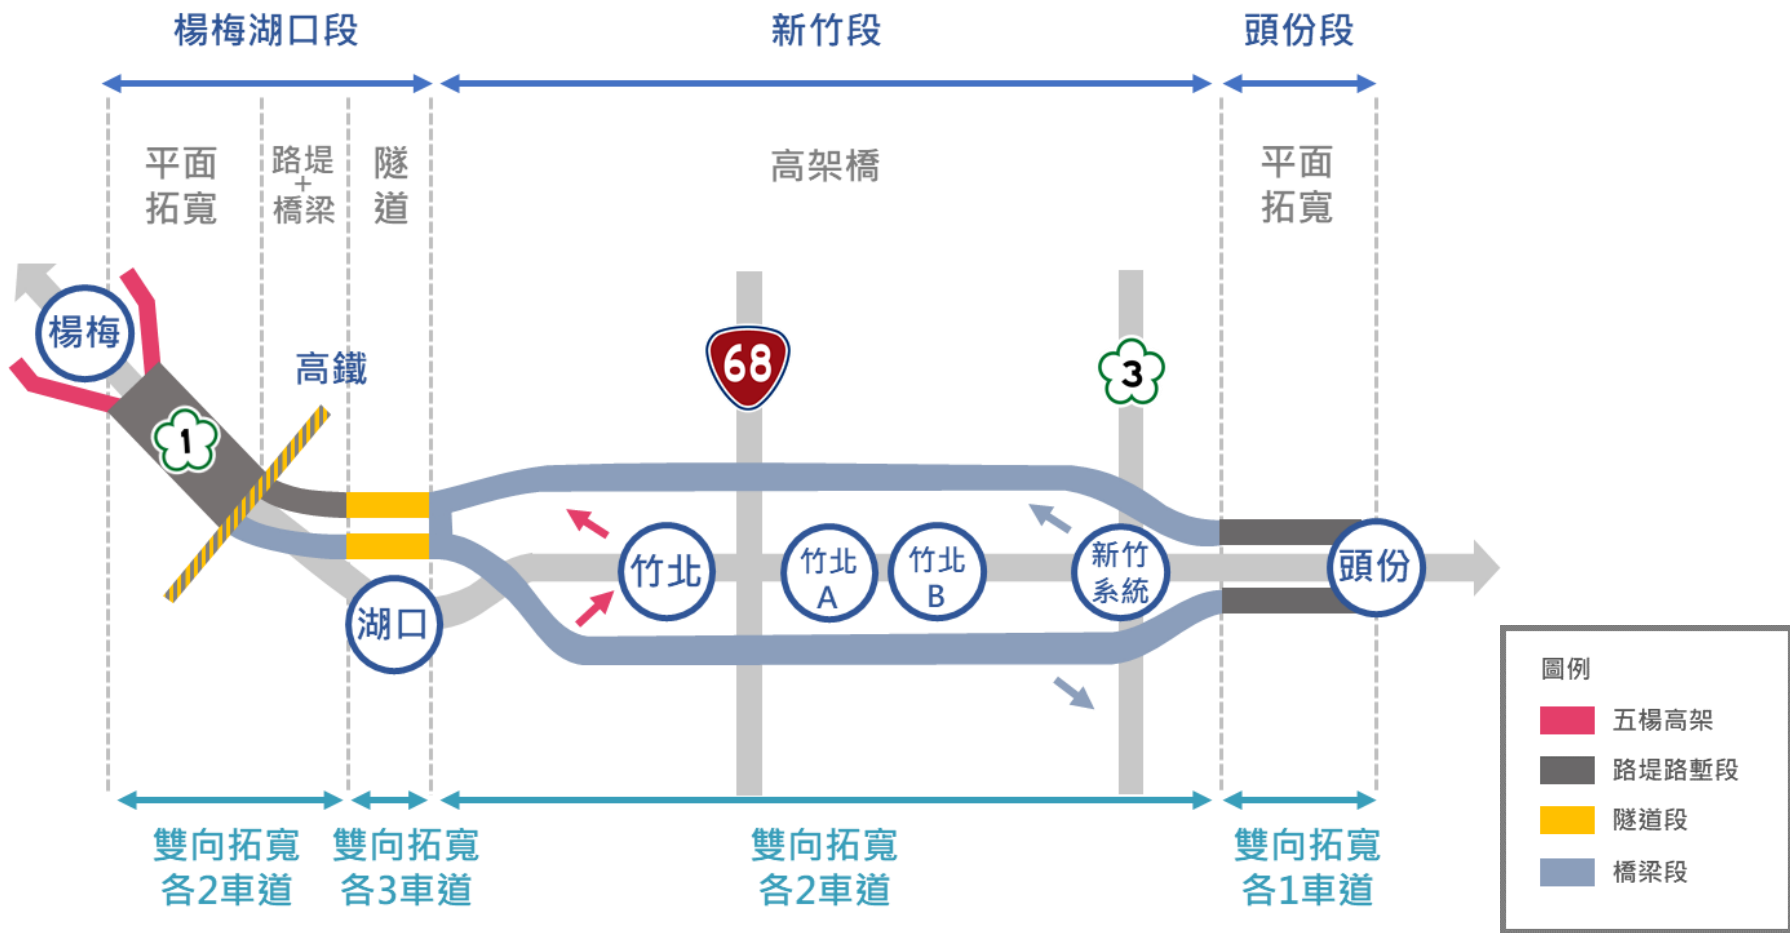 楊梅湖口段
新竹段
頭份段
平面
拓寬
路堤
+
橋梁
隧
道
高架橋
平面
拓寬
楊梅
高鐵
1
68
3
竹北
竹北
A
竹北
B
新竹
系統
頭份
湖口
雙向拓寬
各2車道
雙向拓寬
各3車道
雙向拓寬
各2車道
雙向拓寬
各1車道
圖例
五楊高架
路堤路塹段
隧道段
橋梁段